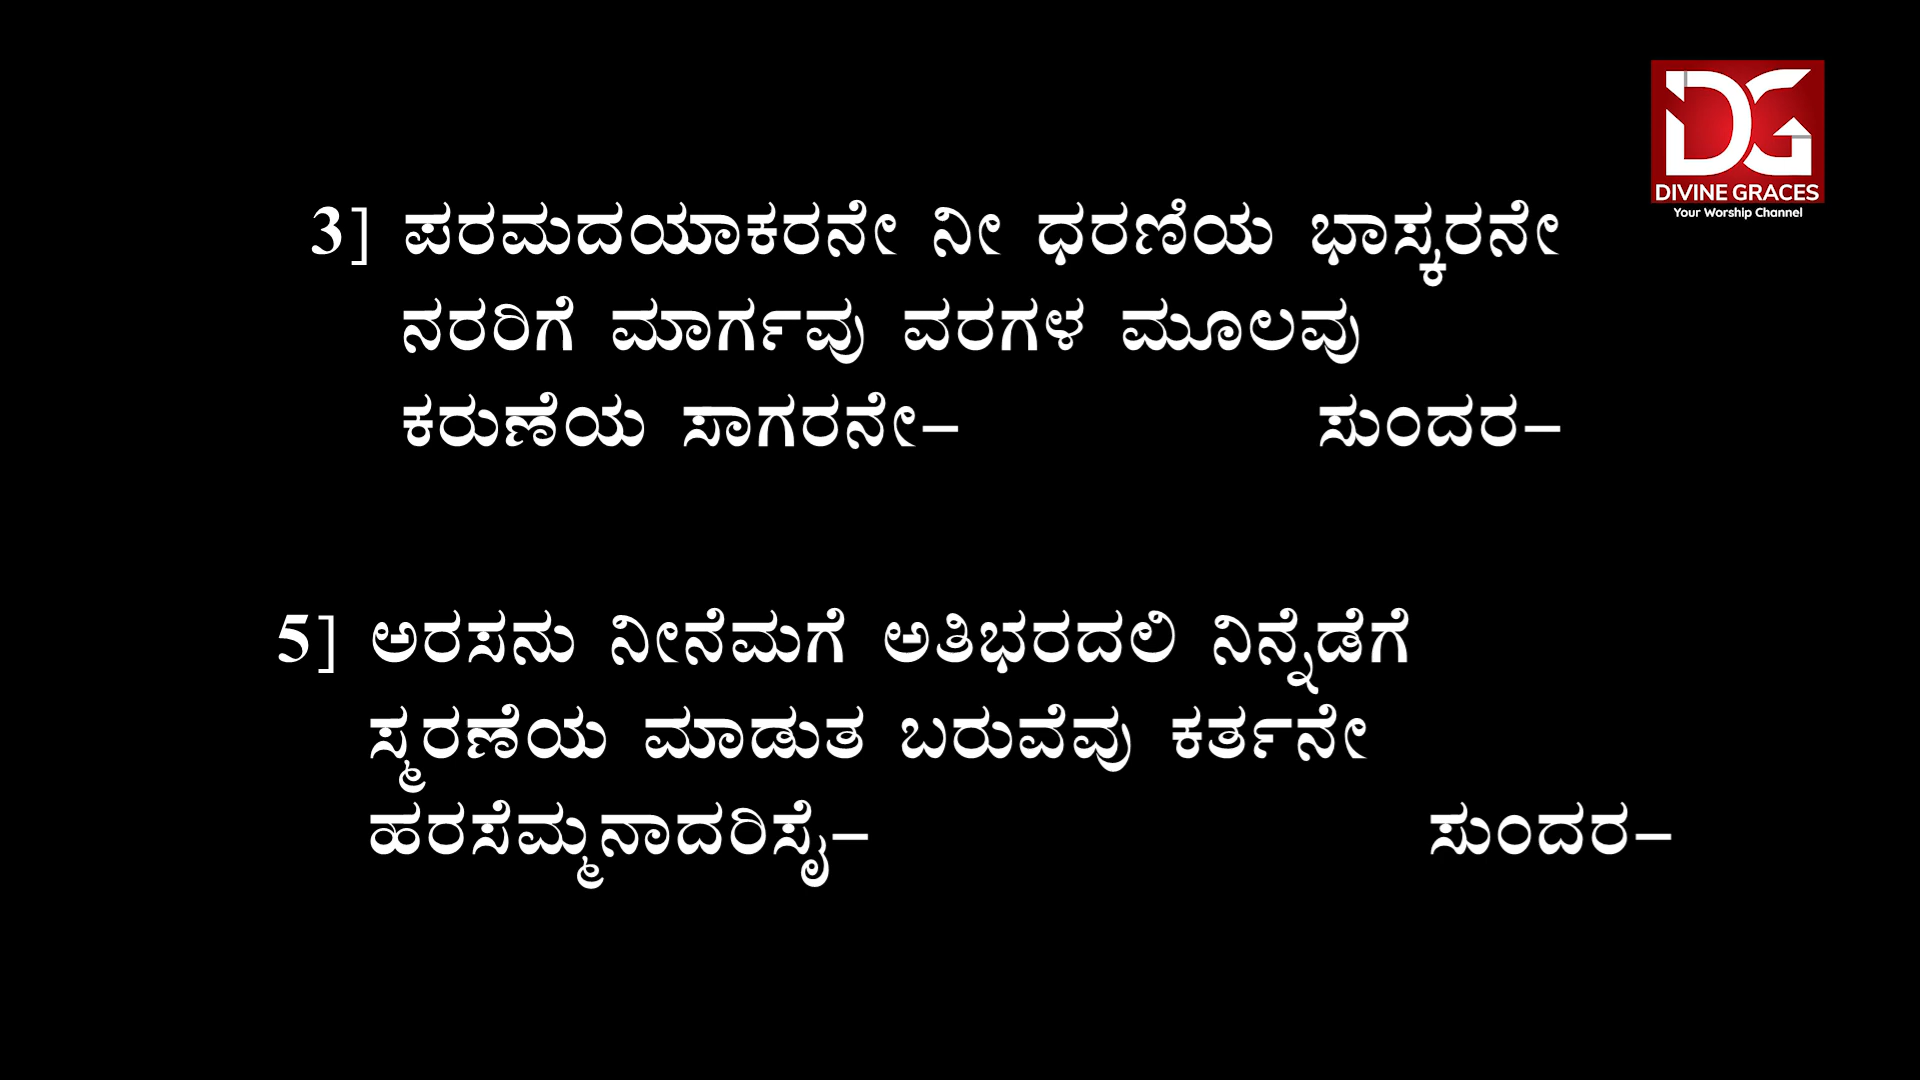 DG
DIVINE GRACES
Your Worship Channel
3] ಪರಮದಯಾಕರನೇ ನೀ ಧರಣಿಯ ಭಾಸ್ಕರನೇ
ನರರಿಗೆ ಮಾರ್ಗವು ವರಗಳ ಮೂಲವು
ಕರುಣೆಯ ಸಾಗರನೇ– ಸುಂದರ–
5] ಅರಸನು ನೀನೆಮಗೆ ಅತಿಭರದಲಿ ನಿನ್ನೆಡೆಗೆ
ಸ್ಮರಣೆಯ ಮಾಡುತ ಬರುವೆವು ಕರ್ತನೇ
ಹರಸೆಮ್ಮನಾದರಿಸೈ– ಸುಂದರ–